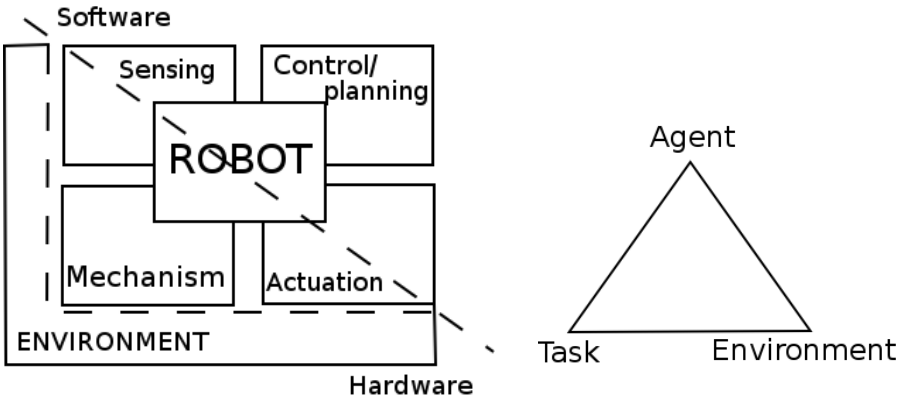 Software
Sensing
Control/
planning
ROBOT
Mechanism
Actuation
ENVIRONMENT
Hardware
Agent
Task
Environment